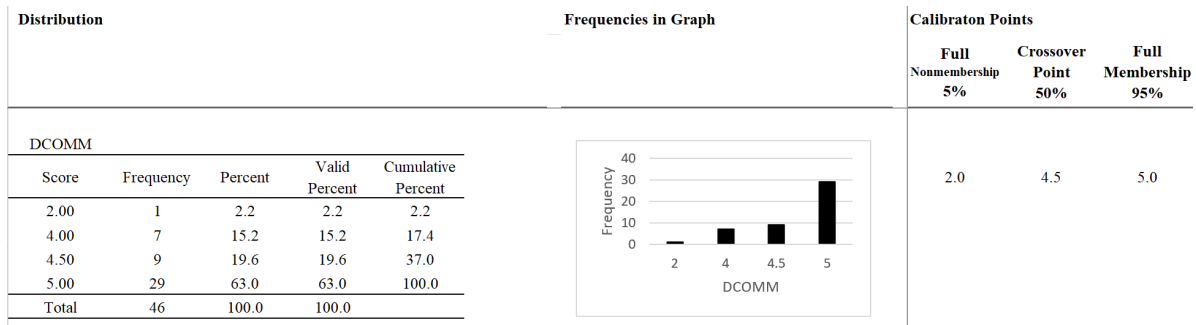 Distribution
Frequencies in Graph
Calibraton Points
Full Nonmembership 5%
Crossover Point 50%
Full Membership 95%
DCOMM
Score Frequency Percent Valid Percent Cumulative Percent
2.00 1 2.2 2.2 2.2
4.00 7 15.2 15.2 17.4
4.50 9 19.6 19.6 37.0
5.00 29 63.0 63.0 100.0
Total 46 100.0 100.0
Frequency
40
30
20
10
0
2 4 4.5 5
DCOMM
2.0 4.5 5.0